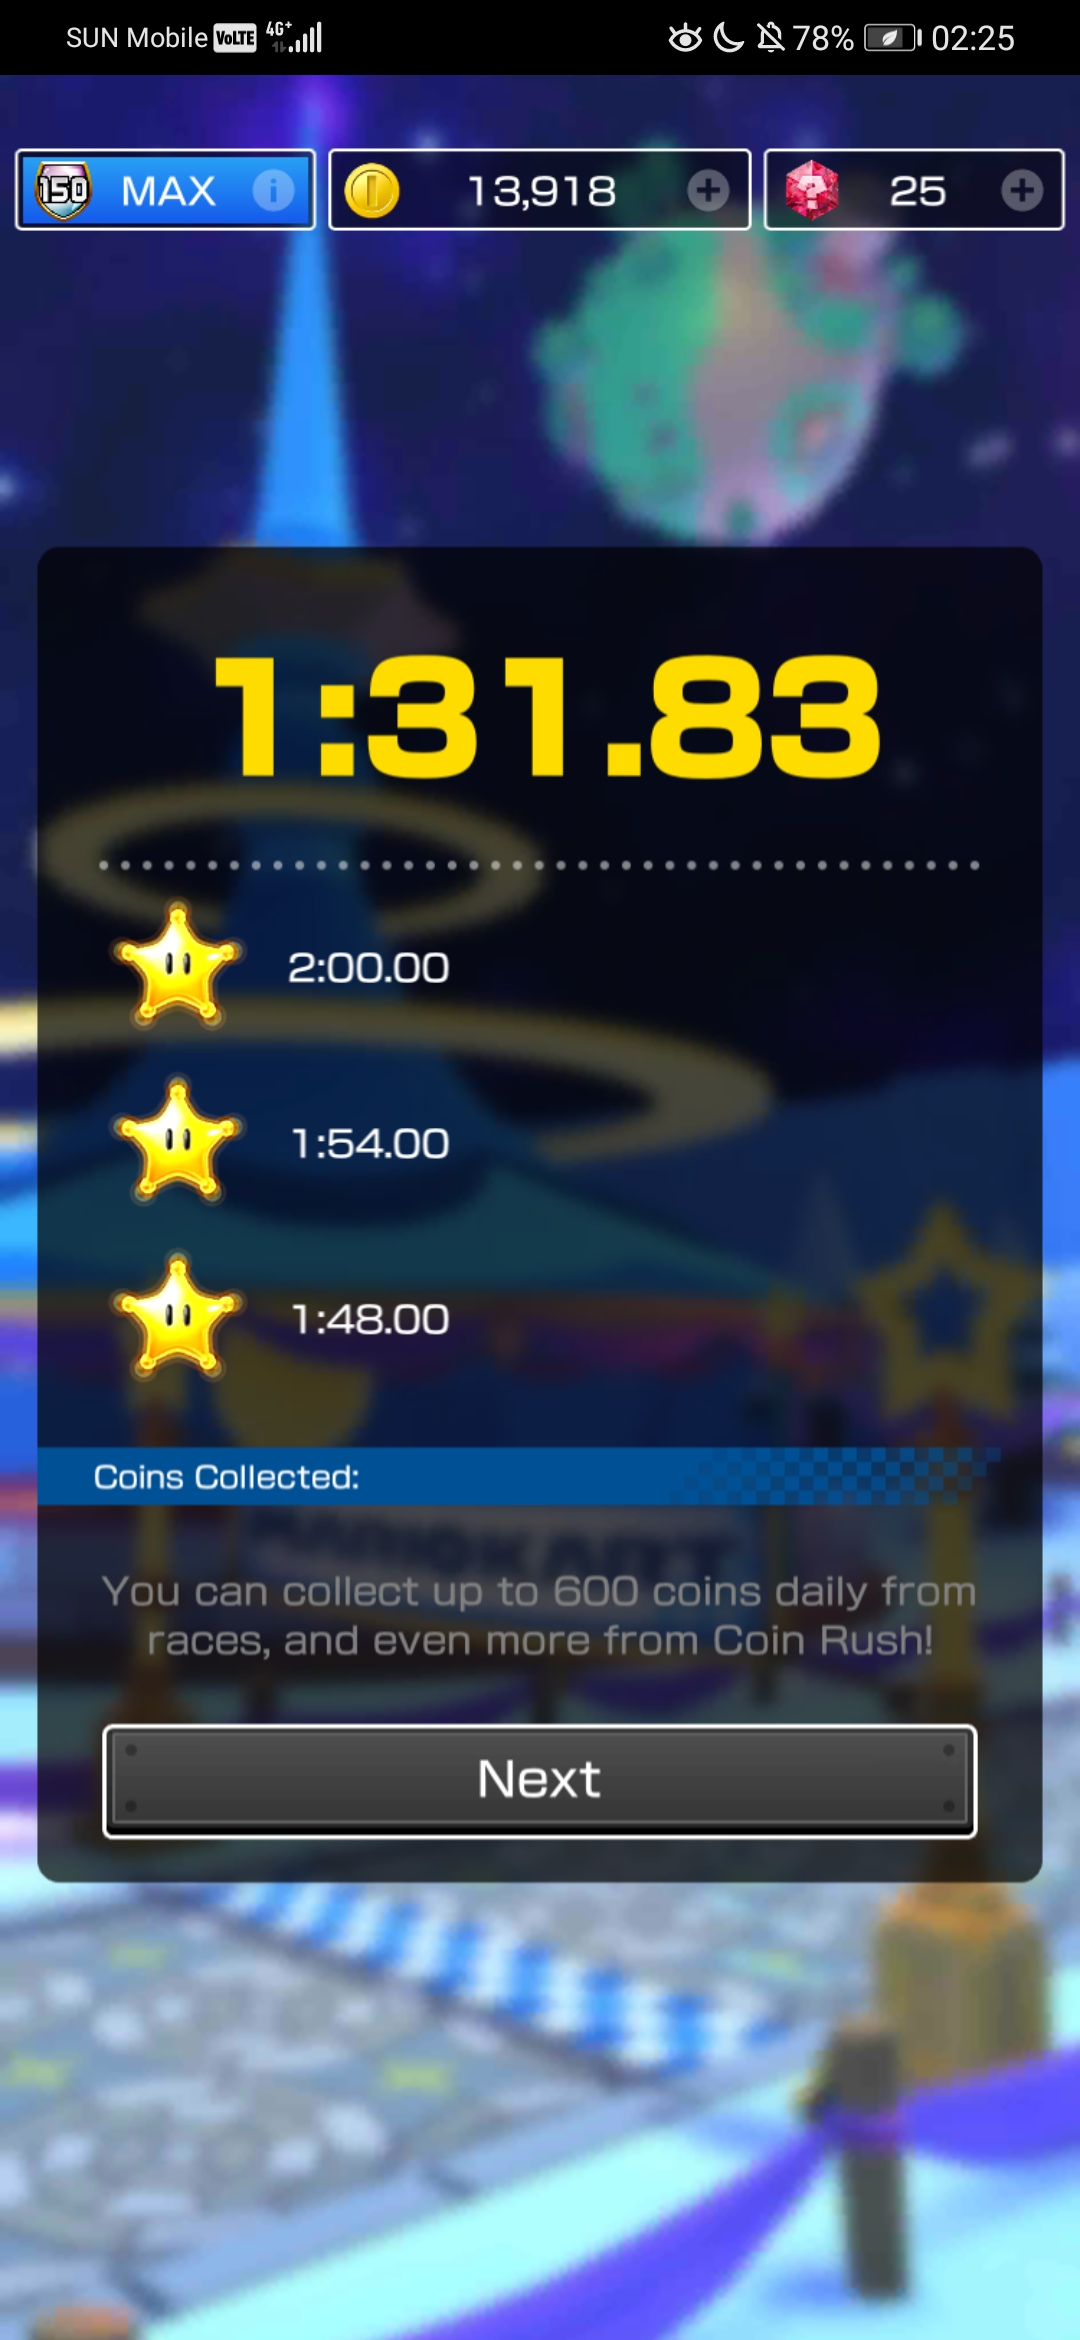 SUN Mobile VoLTE 4G+ 78% 02:25
150 MAX i 13,918 + 25 +
1:31.83
2:00.00
1:54.00
1:48.00
Coins Collected:
MARIOKART
You can collect up to 600 coins daily from
races, and even more from Coin Rush!
Next